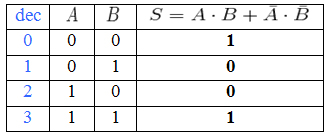 dec A B S = A · B + Ā · B̄
0 0 0 1
1 0 1 0
2 1 0 0
3 1 1 1